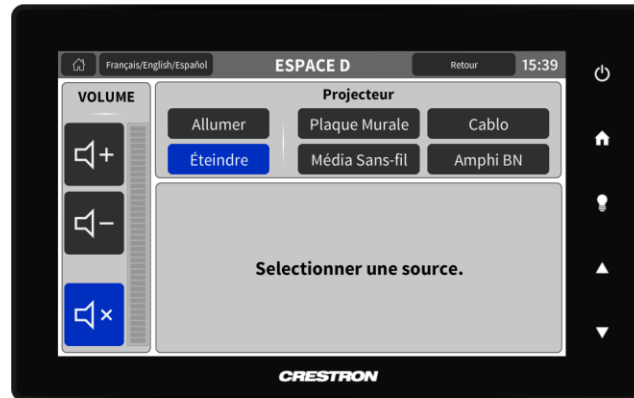 Français/English/Español ESPACE D Retour 15:39
VOLUME
Projecteur
Allumer Plaque Murale Cablo
Éteindre Média Sans-fil Amphi BN
Selectionner une source.
CRESTRON